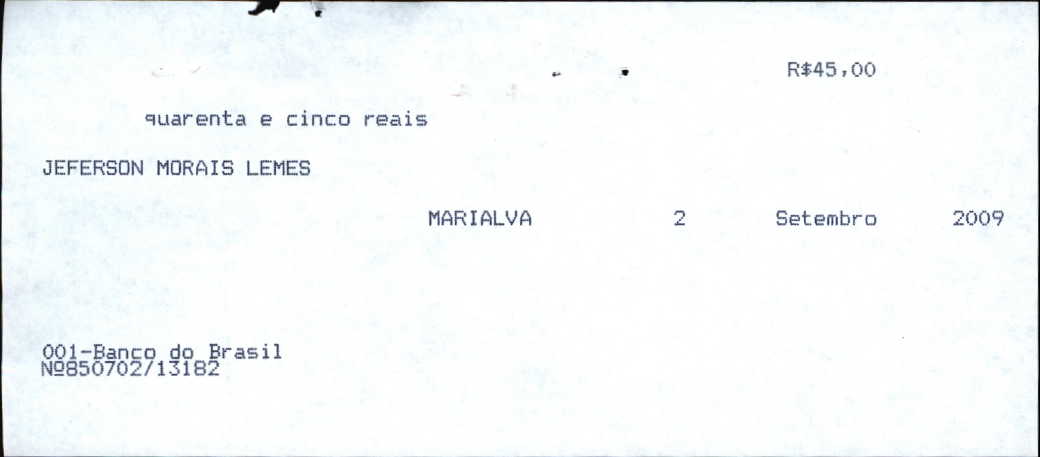 R$45,00
quarenta e cinco reais
JEFERSON MORAIS LEMES
MARIALVA 2 Setembro 2009
001-Banco do Brasil
Nº850702/13182